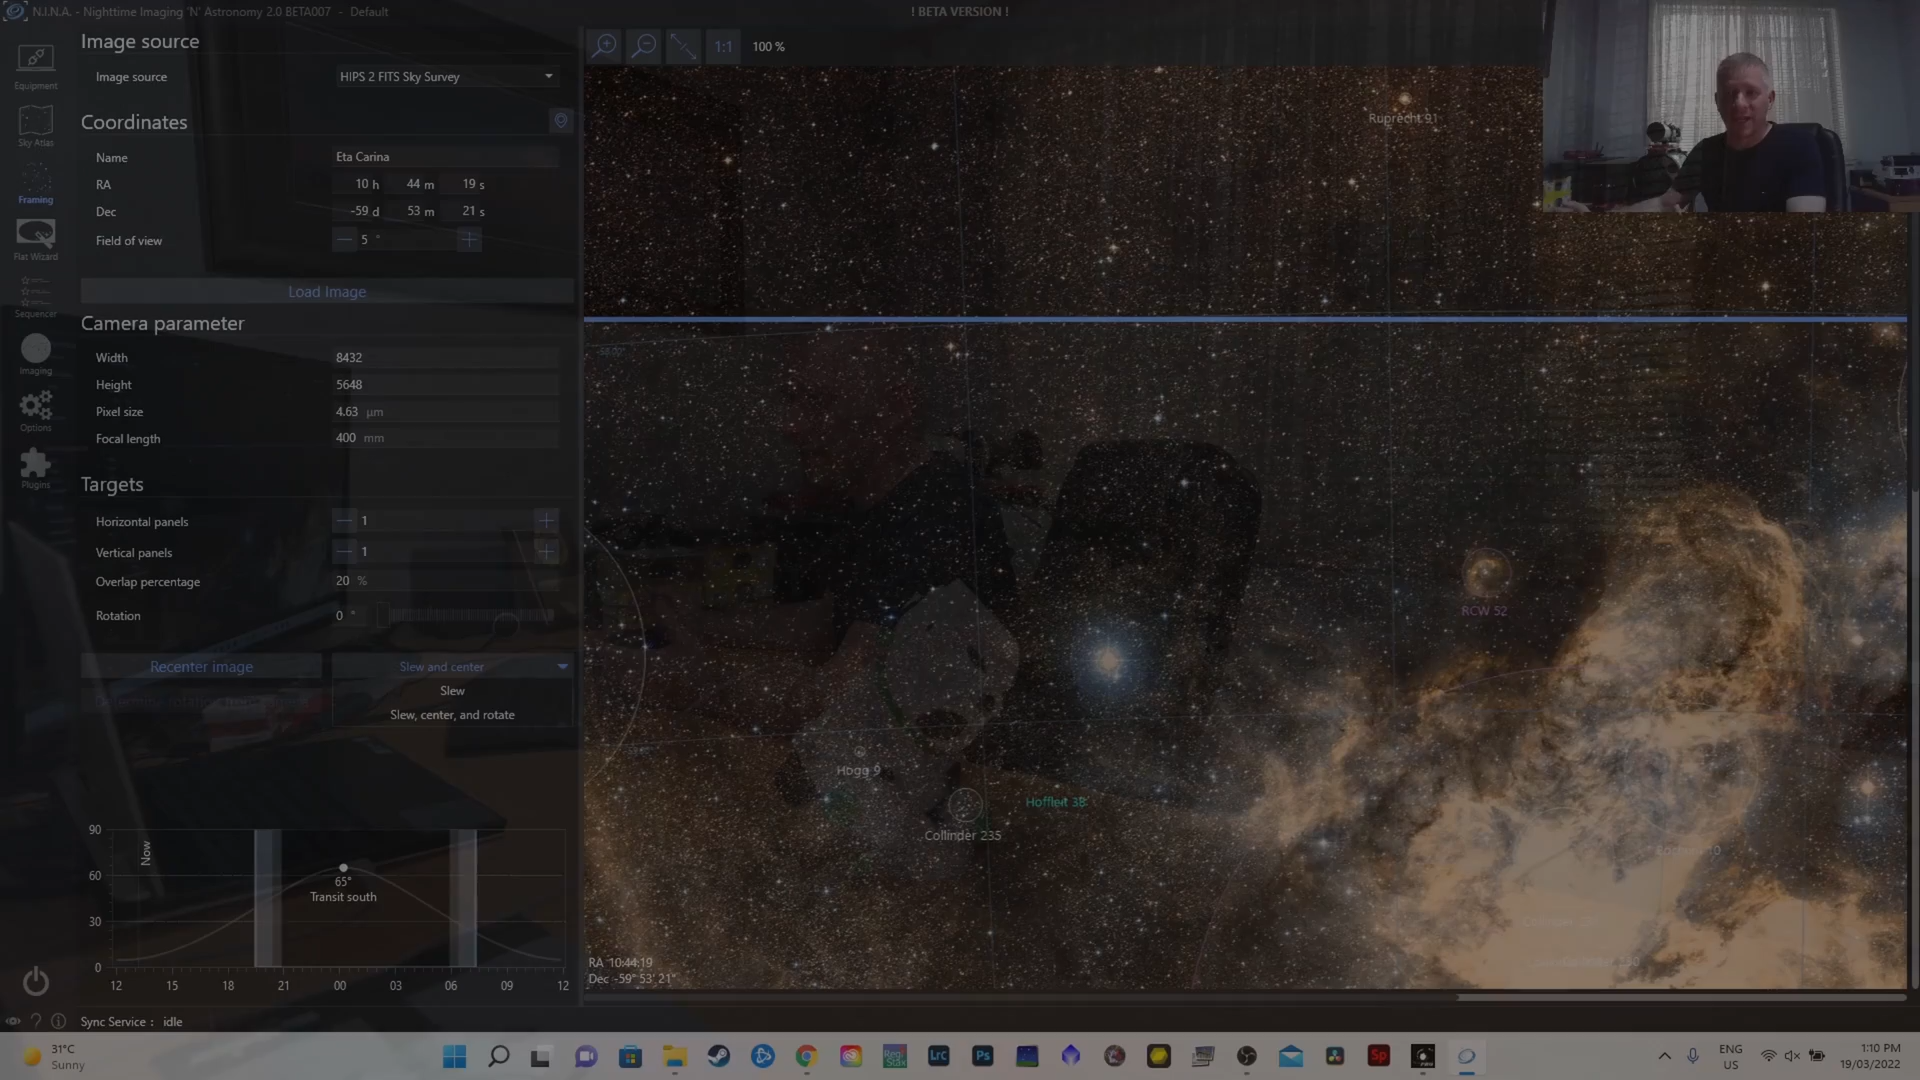 N.I.N.A. - Nighttime Imaging 'N' Astronomy 2.0 BETA007 - Default
! BETA VERSION !
Equipment
Sky Atlas
Framing
Flat Wizard
Sequencer
Imaging
Options
Plugins
Image source
Image source HIPS 2 FITS Sky Survey
Coordinates
Name Eta Carina
RA 10 h 44 m 19 s
Dec -59 d 53 m 21 s
Field of view 5 °
Load Image
Camera parameter
Width 8432
Height 5648
Pixel size 4.63 µm
Focal length 400 mm
Targets
Horizontal panels 1
Vertical panels 1
Overlap percentage 20 %
Rotation 0 °
Recenter image Slew and center
Slew
Slew, center, and rotate
90
60
30
0
Now
65°
Transit south
12 15 18 21 00 03 06 09 12
Sync Service : idle
1:1 100 %
Ruprecht 91
RCW 52
Hogg 9
Hoffleit 38
Collinder 235
RA 10:44:19
Dec -59° 53' 21"
31°C
Sunny
Lrc
Ps
Sp
ENG
US
1:10 PM
19/03/2022